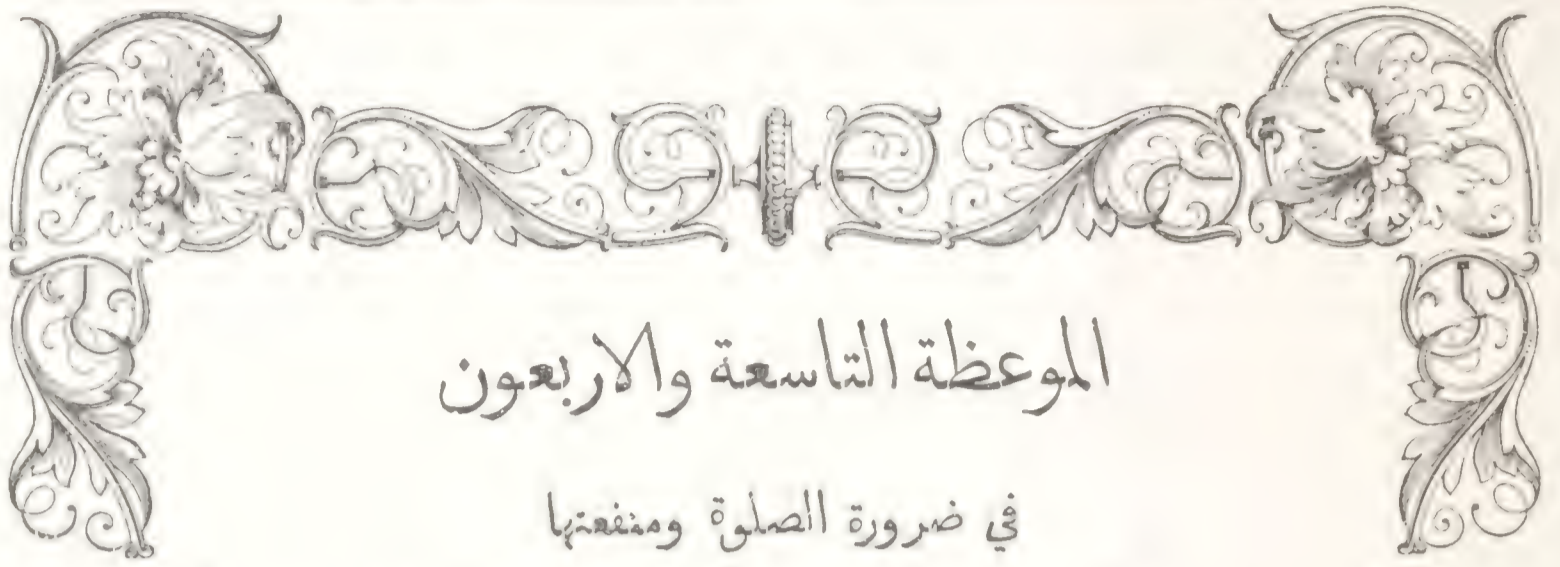 الموعظة التاسعة والاربعون
في ضرورة الصلوة ومنفعتها